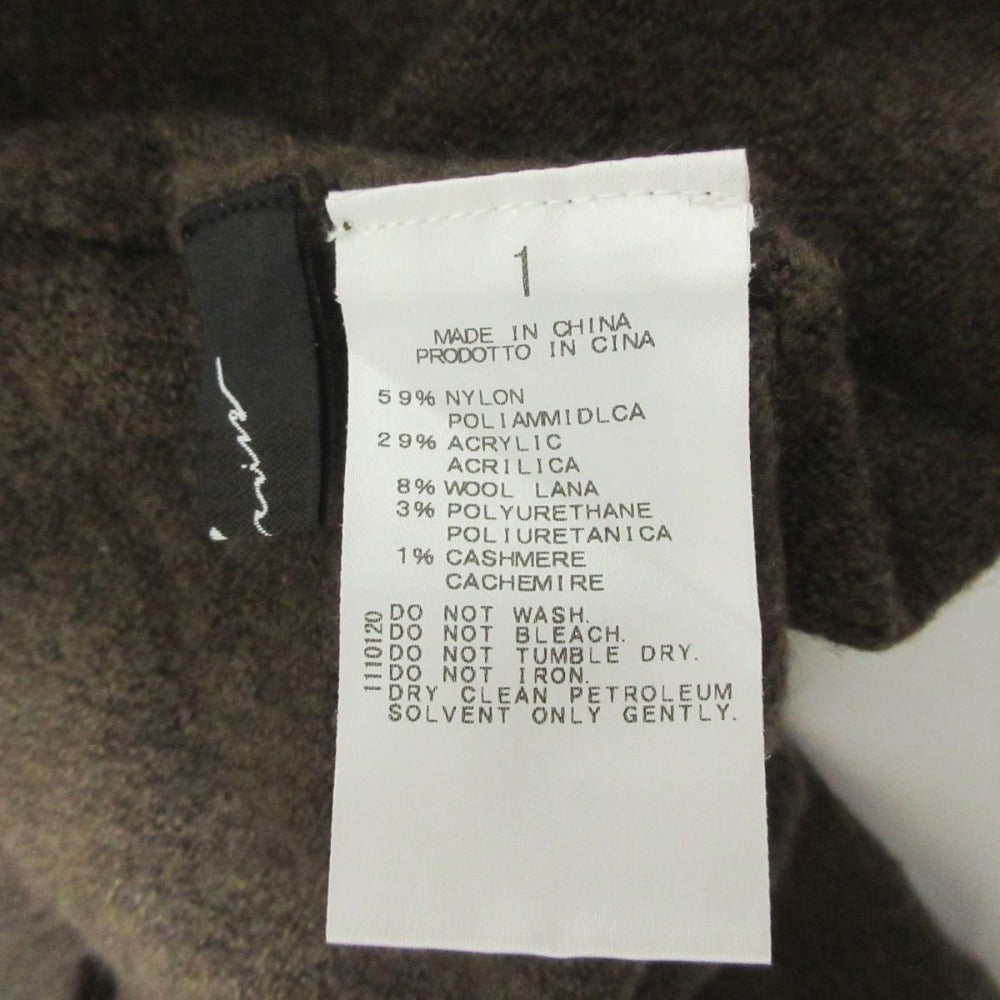 1
MADE IN CHINA
PRODOTTO IN CINA
59% NYLON
POLIAMMIDLCA
29% ACRYLIC
ACRILICA
8% WOOL LANA
3% POLYURETHANE
POLIURETANICA
1% CASHMERE
CACHEMIRE
1110120
DO NOT WASH.
DO NOT BLEACH.
DO NOT TUMBLE DRY.
DO NOT IRON.
DRY CLEAN PETROLEUM
SOLVENT ONLY GENTLY.